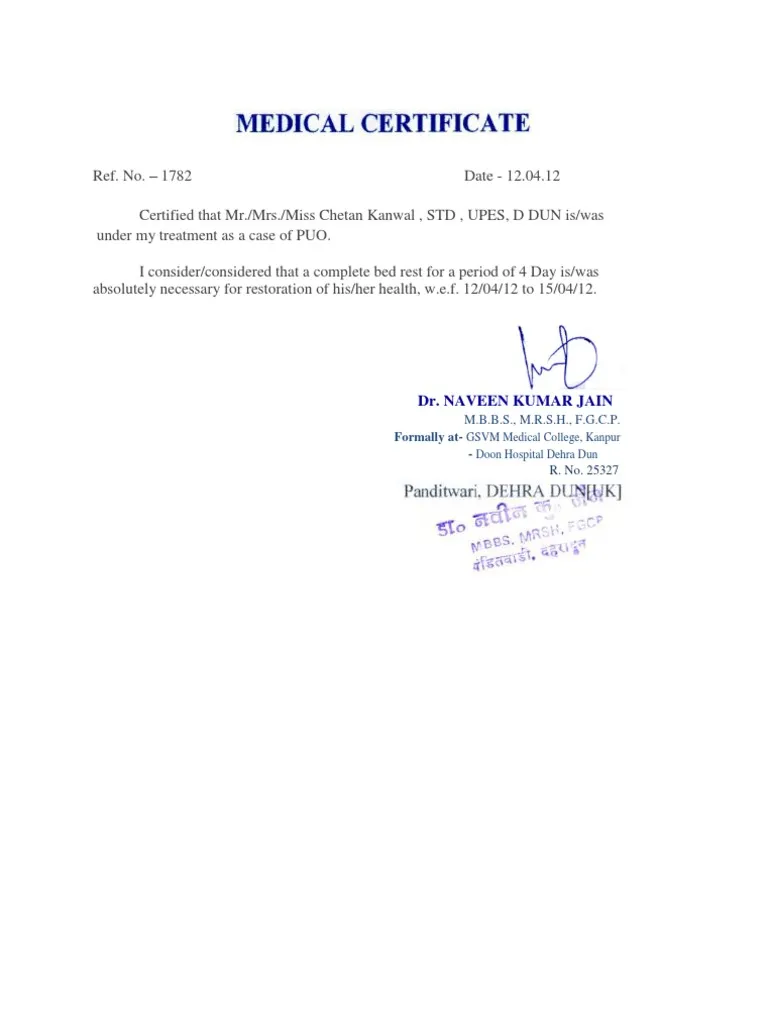 MEDICAL CERTIFICATE
Ref. No. – 1782 Date - 12.04.12
Certified that Mr./Mrs./Miss Chetan Kanwal , STD , UPES, D DUN is/was
under my treatment as a case of PUO.
I consider/considered that a complete bed rest for a period of 4 Day is/was
absolutely necessary for restoration of his/her health, w.e.f. 12/04/12 to 15/04/12.
Dr. NAVEEN KUMAR JAIN
M.B.B.S., M.R.S.H., F.G.C.P.
Formally at- GSVM Medical College, Kanpur
- Doon Hospital Dehra Dun
R. No. 25327
Panditwari, DEHRA DUN[UK]
डा० नवीन कु० जैन
MBBS, MRSH, FGCP
पंडितवाडी, देहरादून